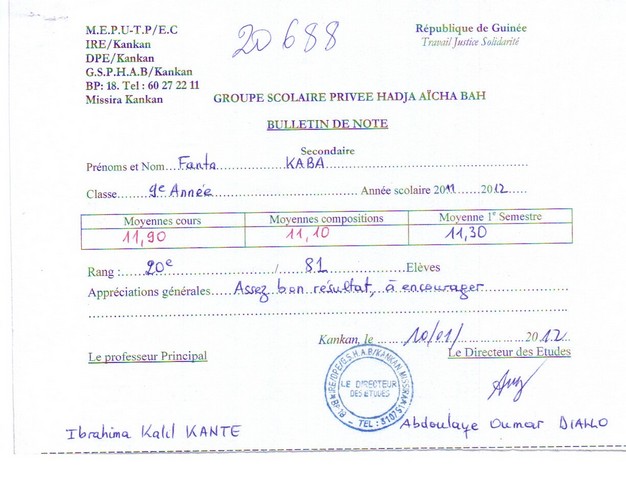 M.E.P.U-T.P/E.C
IRE/Kankan
DPE/Kankan
G.S.P.H.A.B/Kankan
BP: 18. Tel : 60 27 22 11
Missira Kankan
20688
République de Guinée
Travail Justice Solidarité
GROUPE SCOLAIRE PRIVEE HADJA AÏCHA BAH
BULLETIN DE NOTE
Secondaire
Prénoms et Nom Fanta KABA
Classe 9e Année Année scolaire 2011 2012
Moyennes cours Moyennes compositions Moyenne 1e Semestre
11,90 11,10 11,30
Rang : 20e / 81 Elèves
Appréciations générales Assez bon résultat, à encourager
Kankan, le 10/01/ 2012
Le professeur Principal Le Directeur des Etudes
LE DIRECTEUR
DES ETUDES
Ibrahima Kalil KANTE Abdoulaye Oumar DIALLO